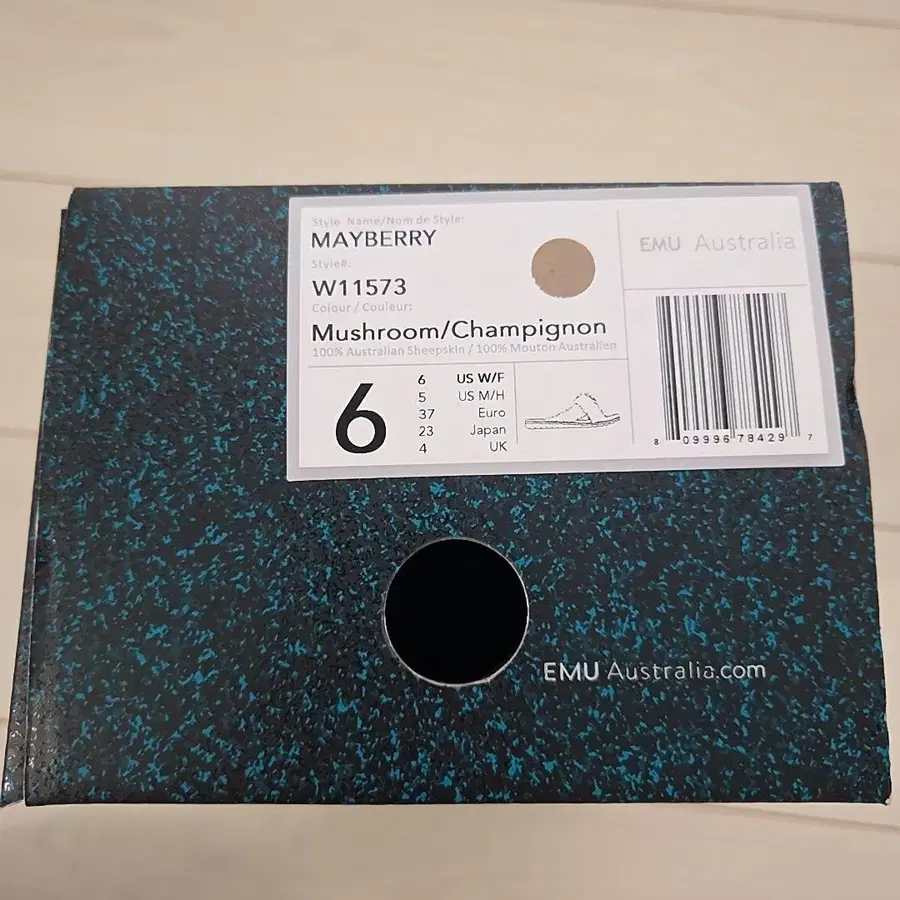 Style Name/Nom de Style:
MAYBERRY
Style#:
W11573
Colour / Couleur:
Mushroom/Champignon
100% Australian Sheepskin / 100% Mouton Australien
6
6 US W/F
5 US M/H
37 Euro
23 Japan
4 UK
EMU Australia
8 09996 78429 7
EMU Australia.com